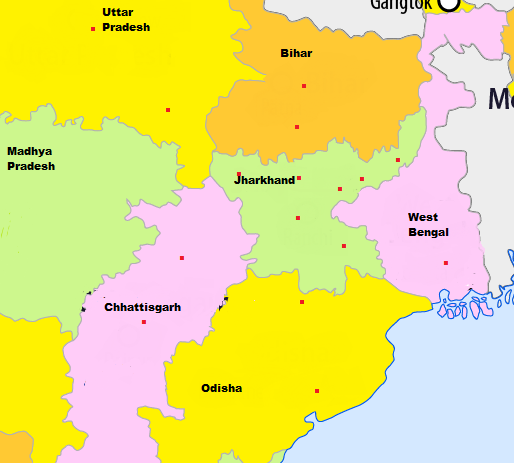 Gangtok
Uttar
Pradesh
Bihar
Madhya
Pradesh
Jharkhand
West
Bengal
Chhattisgarh
Odisha